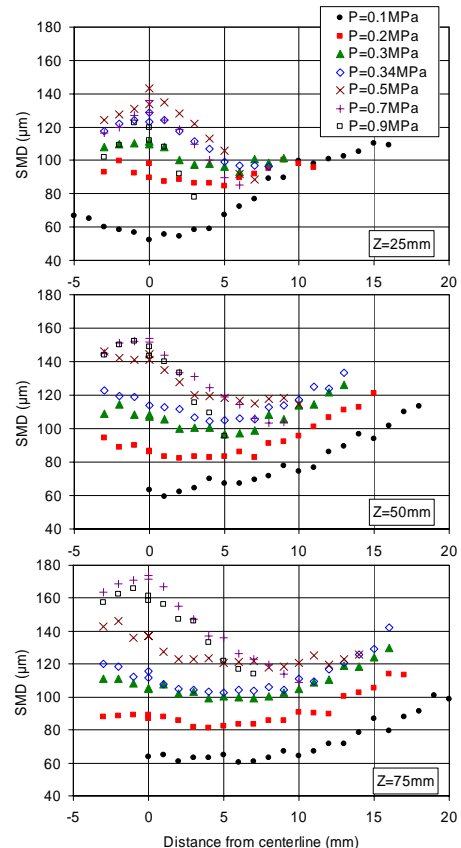 180
160
140
120
100
80
60
40
SMD (µm)
-5 0 5 10 15 20
P=0.1MPa
P=0.2MPa
P=0.3MPa
P=0.34MPa
P=0.5MPa
P=0.7MPa
P=0.9MPa
Z=25mm
180
160
140
120
100
80
60
40
SMD (µm)
-5 0 5 10 15 20
Z=50mm
180
160
140
120
100
80
60
40
SMD (µm)
-5 0 5 10 15 20
Z=75mm
Distance from centerline (mm)